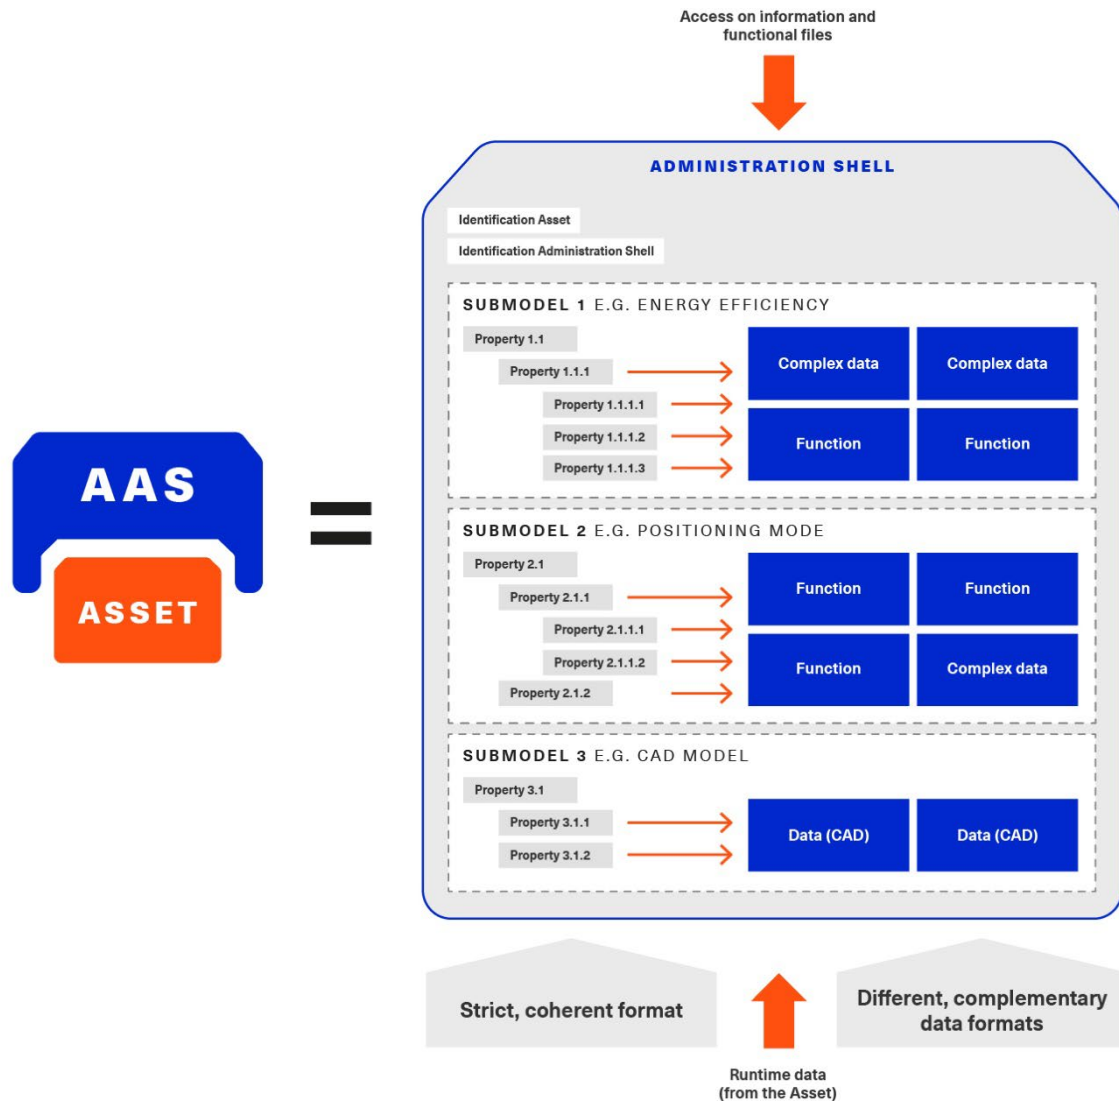 Access on information and
functional files
ADMINISTRATION SHELL
Identification Asset
Identification Administration Shell
SUBMODEL 1 E.G. ENERGY EFFICIENCY
Property 1.1
Property 1.1.1
Property 1.1.1.1
Property 1.1.1.2
Property 1.1.1.3
Complex data
Complex data
Function
Function
AAS
ASSET
=
SUBMODEL 2 E.G. POSITIONING MODE
Property 2.1
Property 2.1.1
Property 2.1.1.1
Property 2.1.1.2
Property 2.1.2
Function
Function
Function
Complex data
SUBMODEL 3 E.G. CAD MODEL
Property 3.1
Property 3.1.1
Property 3.1.2
Data (CAD)
Data (CAD)
Strict, coherent format
Different, complementary
data formats
Runtime data
(from the Asset)